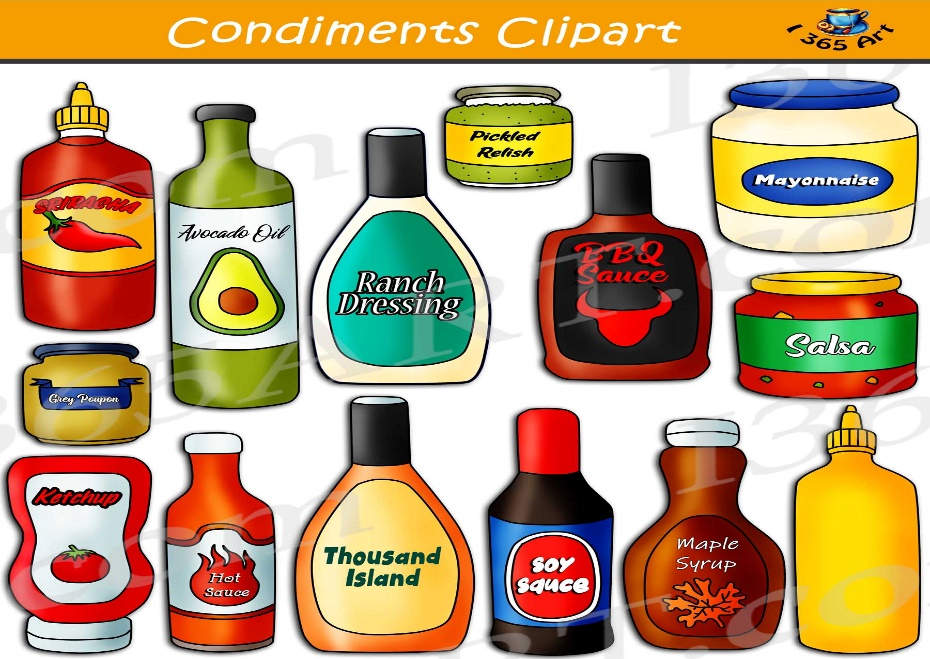 Condiments Clipart
I 365 Art
SRIRACHA
Avocado Oil
Ranch
Dressing
Pickled
Relish
BBQ
Sauce
Mayonnaise
Salsa
Grey Poupon
Ketchup
Hot
Sauce
Thousand
Island
Soy
Sauce
Maple
Syrup